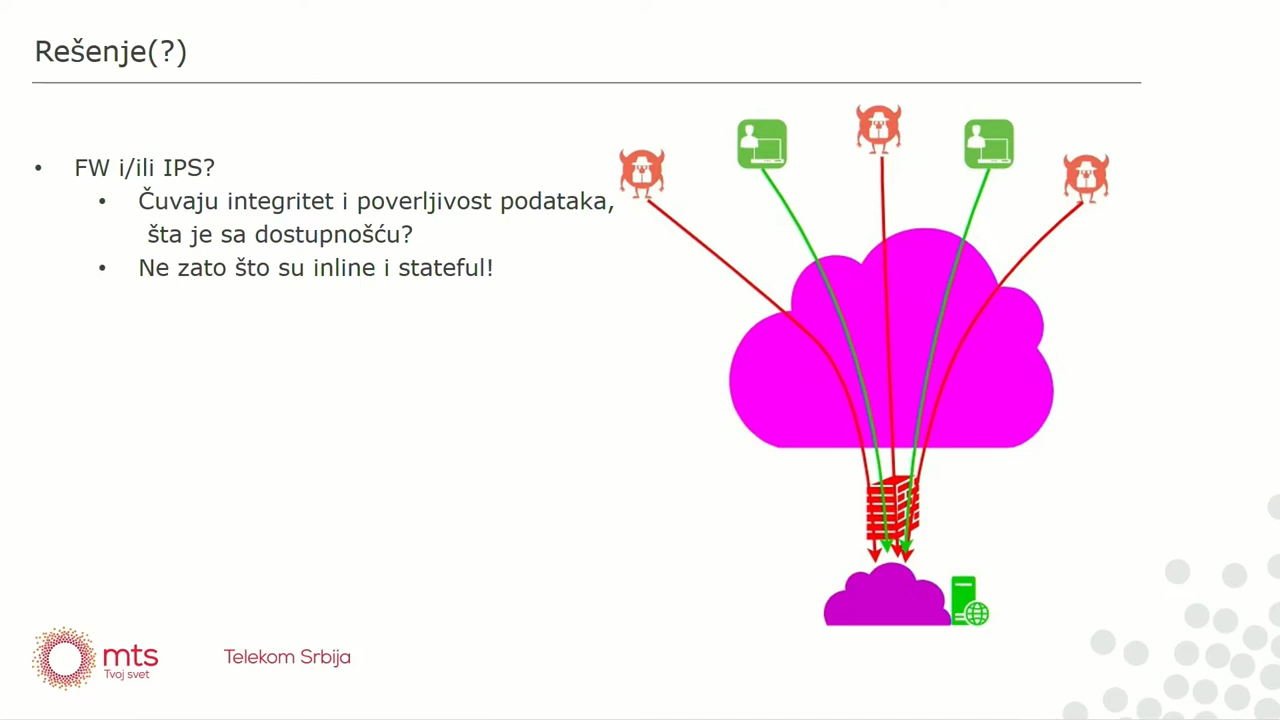 Rešenje(?)
• FW i/ili IPS?
• Čuvaju integritet i poverljivost podataka,
šta je sa dostupnošću?
• Ne zato što su inline i stateful!
mts
Tvoj svet
Telekom Srbija